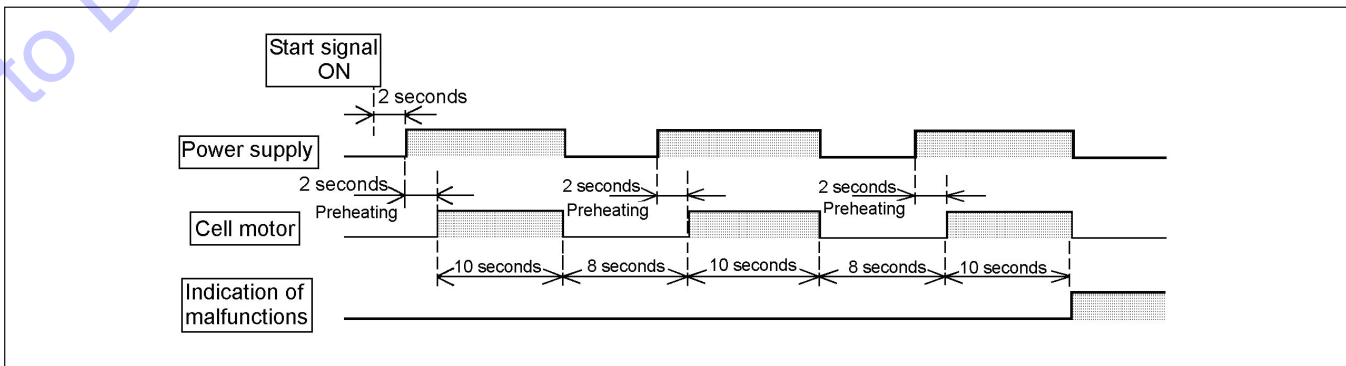 to
Start signal
ON
2 seconds
Power supply
2 seconds
Preheating
2 seconds
Preheating
2 seconds
Preheating
Cell motor
10 seconds
8 seconds
10 seconds
8 seconds
10 seconds
Indication of
malfunctions